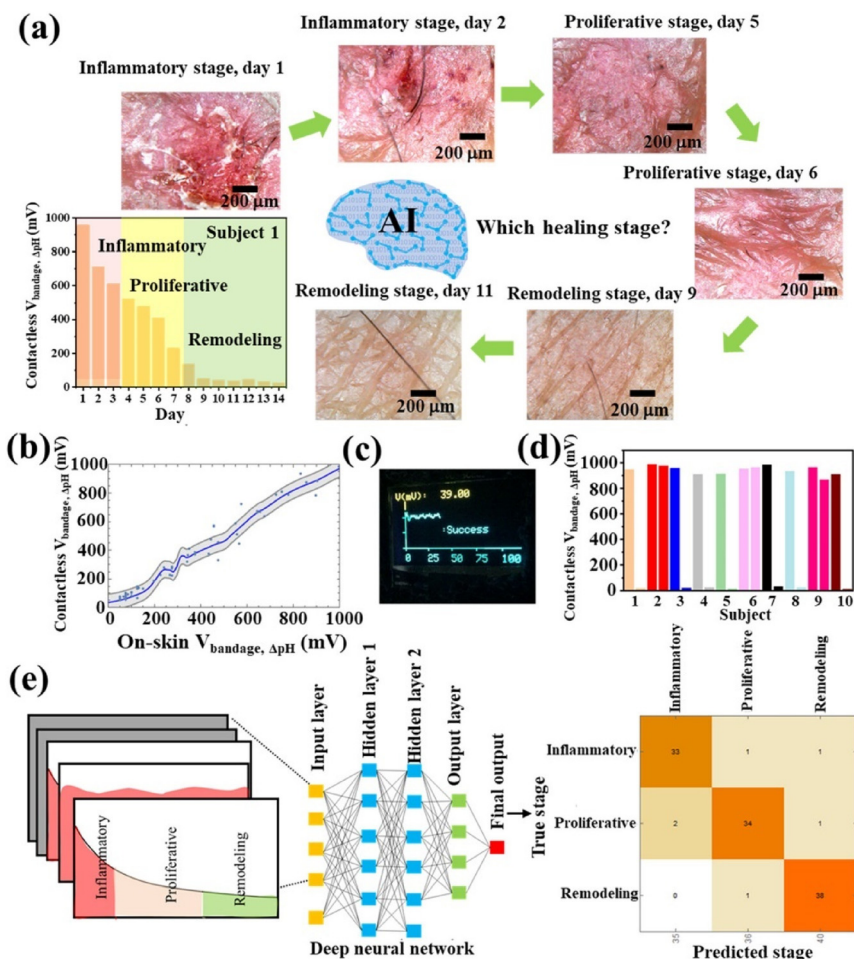 (a)
Inflammatory stage, day 1
Inflammatory stage, day 2
Proliferative stage, day 5
200 μm
200 μm
200 μm
Proliferative stage, day 6
200 μm
AI
Which healing stage?
Remodeling stage, day 11
Remodeling stage, day 9
200 μm
200 μm
Contactless V bandage, ΔpH (mV)
1000
800
600
400
200
0
Subject 1
Inflammatory
Proliferative
Remodeling
1 2 3 4 5 6 7 8 9 10 11 12 13 14
Day
(b)
Contactless V bandage, ΔpH (mV)
1000
800
600
400
200
0
0 200 400 600 800 1000
On-skin V bandage, ΔpH (mV)
(c)
V(mV): 39.00
:Success
0 25 50 75 100
(d)
Contactless V bandage, ΔpH (mV)
1000
800
600
400
200
0
1 2 3 4 5 6 7 8 9 10
Subject
(e)
Inflammatory
Proliferative
Remodeling
Input layer
Hidden layer 1
Hidden layer 2
Output layer
Final output
Deep neural network
True stage
Inflammatory
Proliferative
Remodeling
Inflammatory
33 1 1
Proliferative
2 34 1
Remodeling
0 1 38
35 36 40
Predicted stage